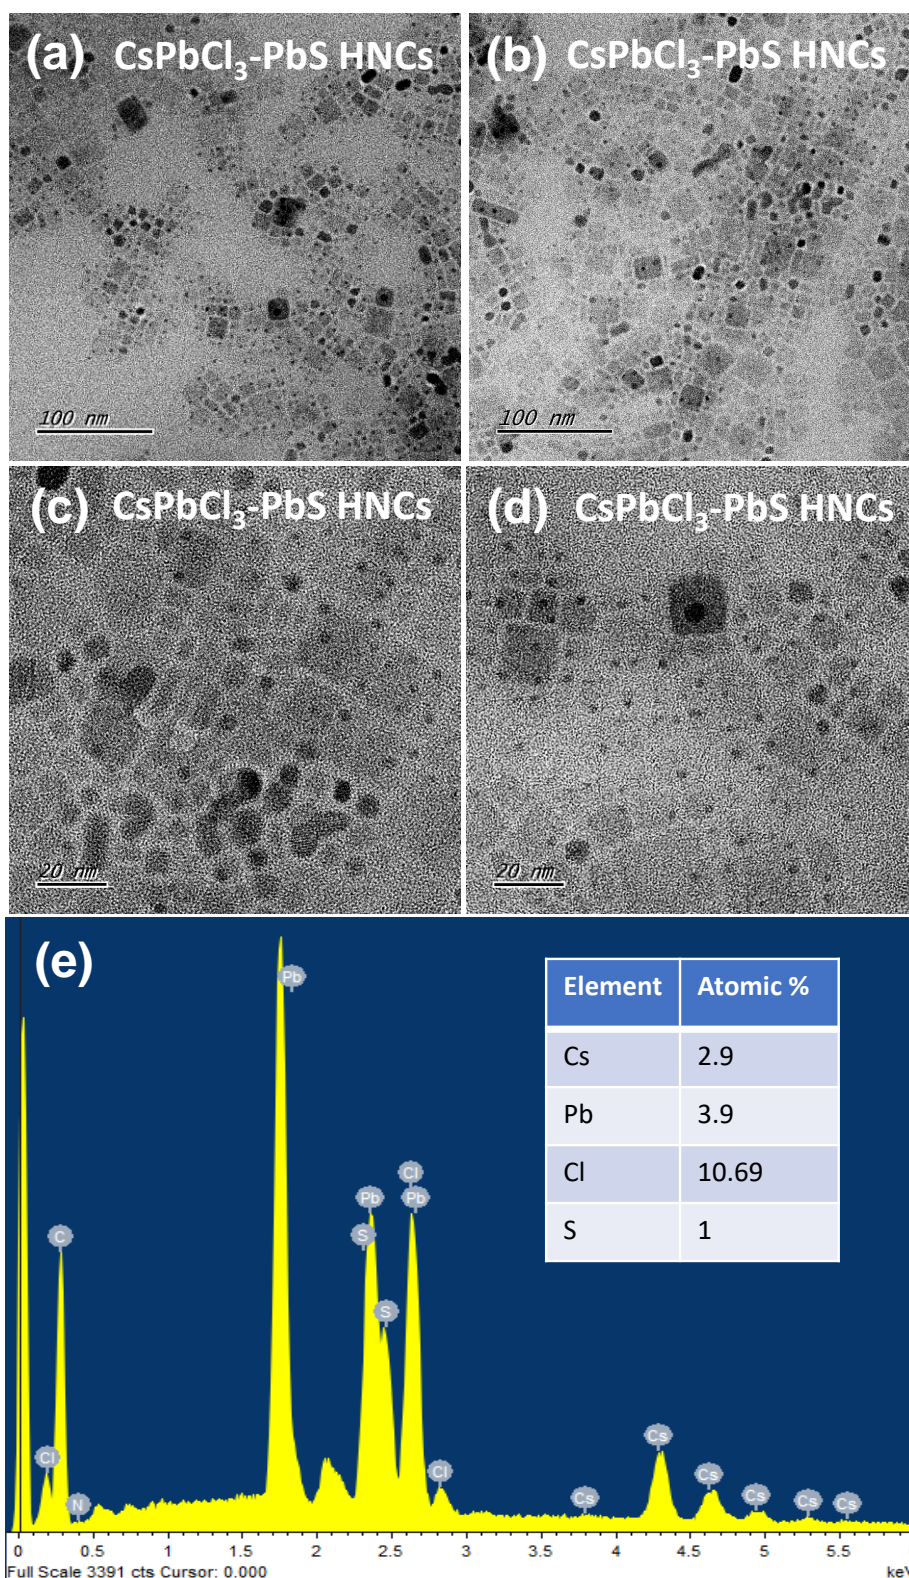 (a) CsPbCl₃-PbS HNCs
100 nm
(b) CsPbCl₃-PbS HNCs
100 nm
(c) CsPbCl₃-PbS HNCs
20 nm
(d) CsPbCl₃-PbS HNCs
20 nm
(e)
Element Atomic %
Cs 2.9
Pb 3.9
Cl 10.69
S 1
Pb
Cl
Pb Pb
S
C
S
Cl
Cl
N
Cs
Cs
Cs
Cs
Cs
Cs
0 0.5 1 1.5 2 2.5 3 3.5 4 4.5 5 5.5
Full Scale 3391 cts Cursor: 0.000
keV